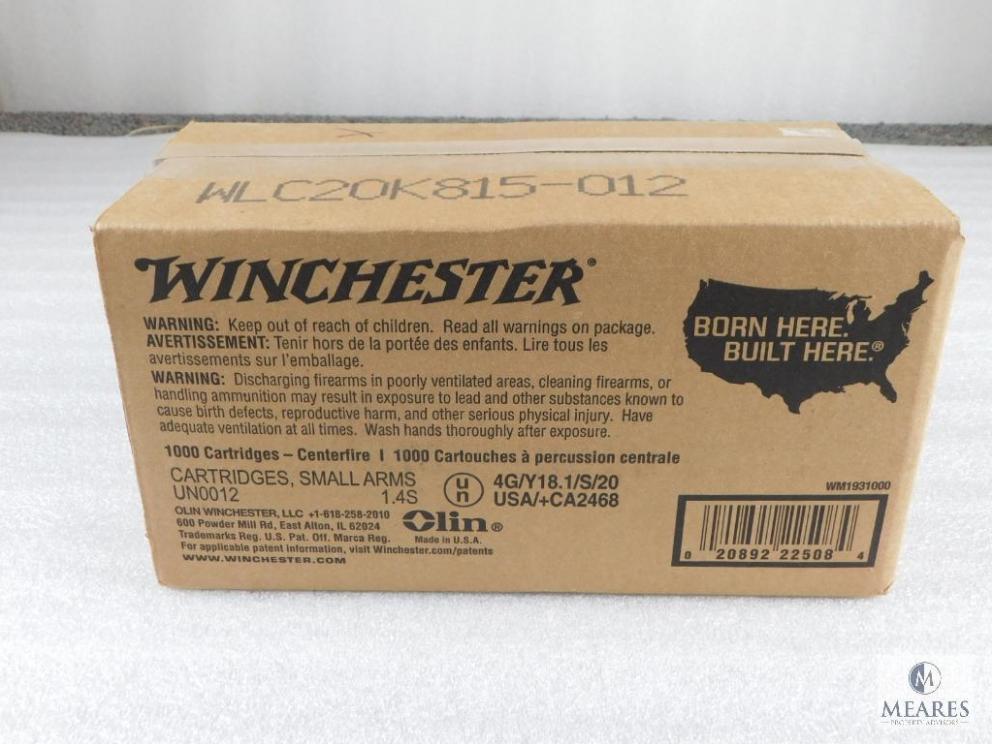 WLC20K815-012
WINCHESTER®
WARNING: Keep out of reach of children. Read all warnings on package.
AVERTISSEMENT: Tenir hors de la portée des enfants. Lire tous les
avertissements sur l'emballage.
WARNING: Discharging firearms in poorly ventilated areas, cleaning firearms, or
handling ammunition may result in exposure to lead and other substances known to
cause birth defects, reproductive harm, and other serious physical injury. Have
adequate ventilation at all times. Wash hands thoroughly after exposure.
1000 Cartridges – Centerfire | 1000 Cartouches à percussion centrale
CARTRIDGES, SMALL ARMS
UN0012 1.4S
u
n
4G/Y18.1/S/20
USA/+CA2468
OLIN WINCHESTER, LLC +1-618-258-2010
600 Powder Mill Rd, East Alton, IL 62024
Trademarks Reg. U.S. Pat. Off. Marca Reg.
For applicable patent information, visit Winchester.com/patents
WWW.WINCHESTER.COM
Olin®
Made in U.S.A.
BORN HERE.
BUILT HERE.®
WM1931000
0 20892 22508 4
M
MEARES
PROPERTY ADVISORS